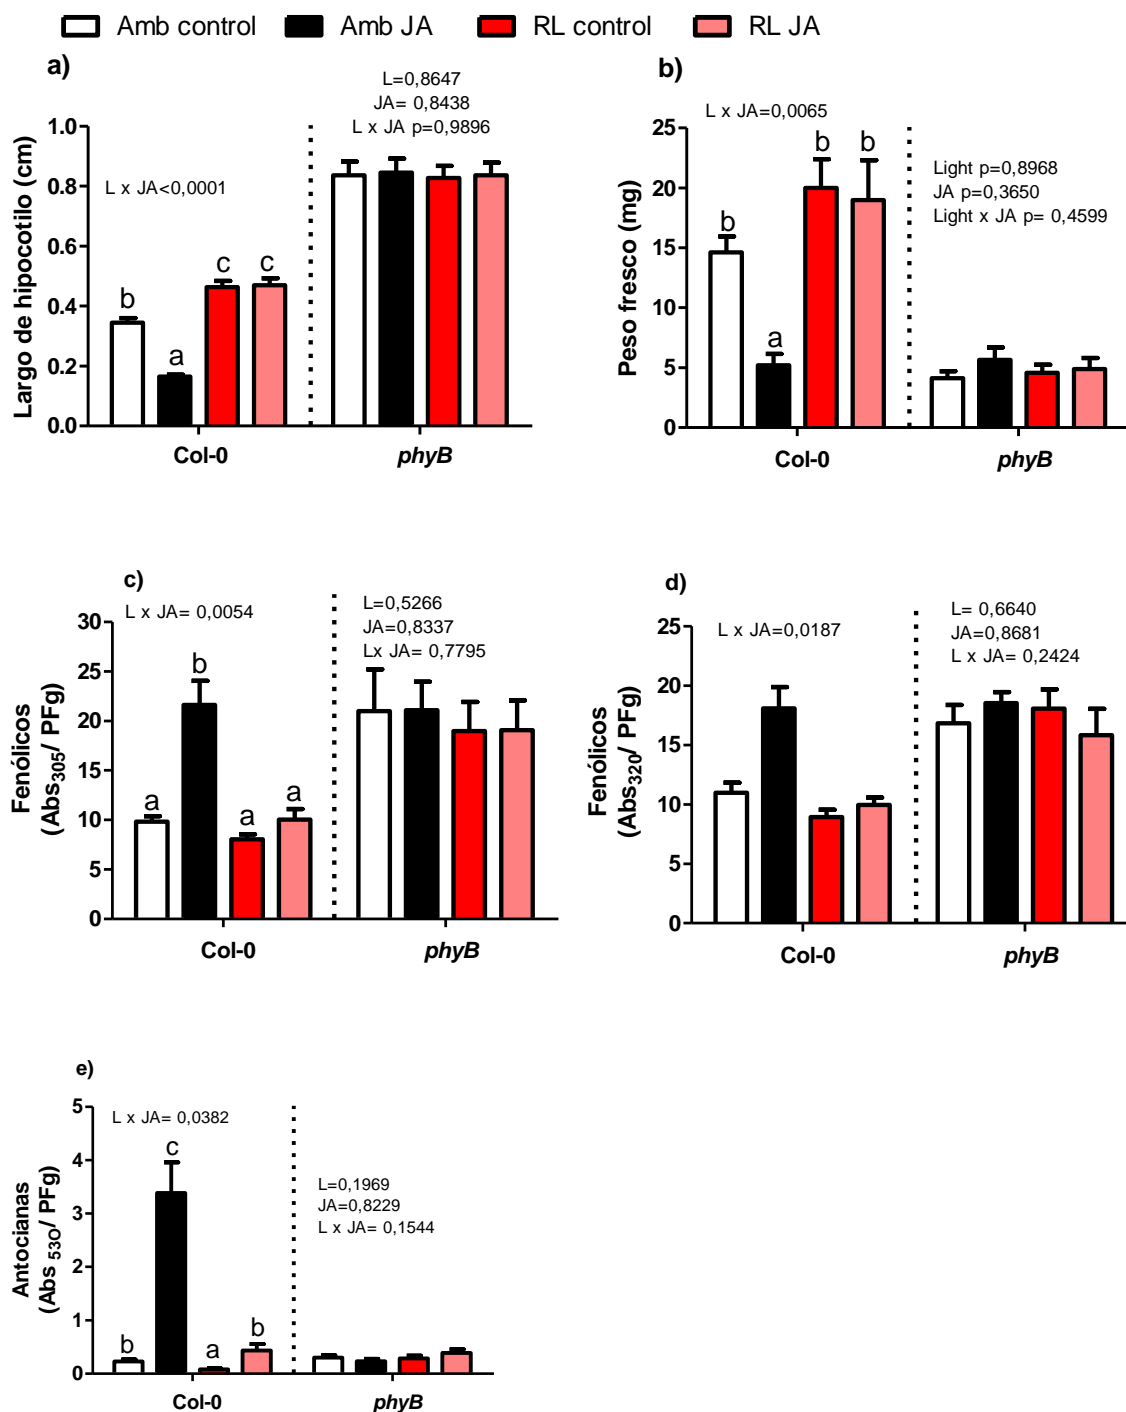 Amb control Amb JA RL control RL JA
a)
L=0,8647
JA= 0,8438
L x JA p=0,9896
L x JA<0,0001
Largo de hipocotilo (cm)
1.0
0.8
0.6
0.4
0.2
0.0
b a c c
Col-0 phyB
b)
L x JA=0,0065
Light p=0,8968
JA p=0,3650
Light x JA p= 0,4599
Peso fresco (mg)
25
20
15
10
5
0
b a b b
Col-0 phyB
c)
L x JA= 0,0054
L=0,5266
JA=0,8337
Lx JA= 0,7795
Fenólicos
(Abs305/ PFg)
30
25
20
15
10
5
0
a b a a
Col-0 phyB
d)
L x JA=0,0187
L= 0,6640
JA=0,8681
L x JA= 0,2424
Fenólicos
(Abs320/ PFg)
25
20
15
10
5
0
Col-0 phyB
e)
L x JA= 0,0382
L=0,1969
JA=0,8229
L x JA= 0,1544
Antocianas
(Abs 53O/ PFg)
5
4
3
2
1
0
b c a b
Col-0 phyB